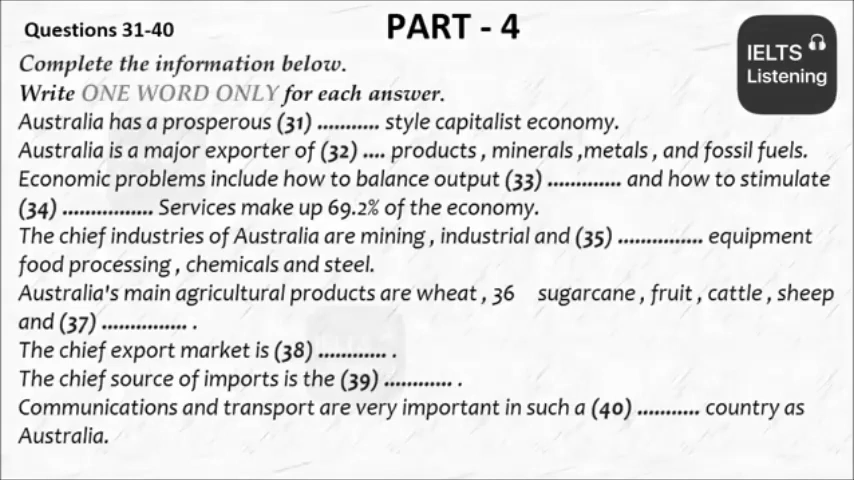 Questions 31-40
PART - 4
IELTS
Listening
Complete the information below.
Write ONE WORD ONLY for each answer.
Australia has a prosperous (31) ........... style capitalist economy.
Australia is a major exporter of (32) .... products , minerals ,metals , and fossil fuels.
Economic problems include how to balance output (33) ............. and how to stimulate
(34) ................ Services make up 69.2% of the economy.
The chief industries of Australia are mining , industrial and (35) ............... equipment
food processing , chemicals and steel.
Australia's main agricultural products are wheat , 36 sugarcane , fruit , cattle , sheep
and (37) ............... .
The chief export market is (38) ............ .
The chief source of imports is the (39) ............ .
Communications and transport are very important in such a (40) ........... country as
Australia.